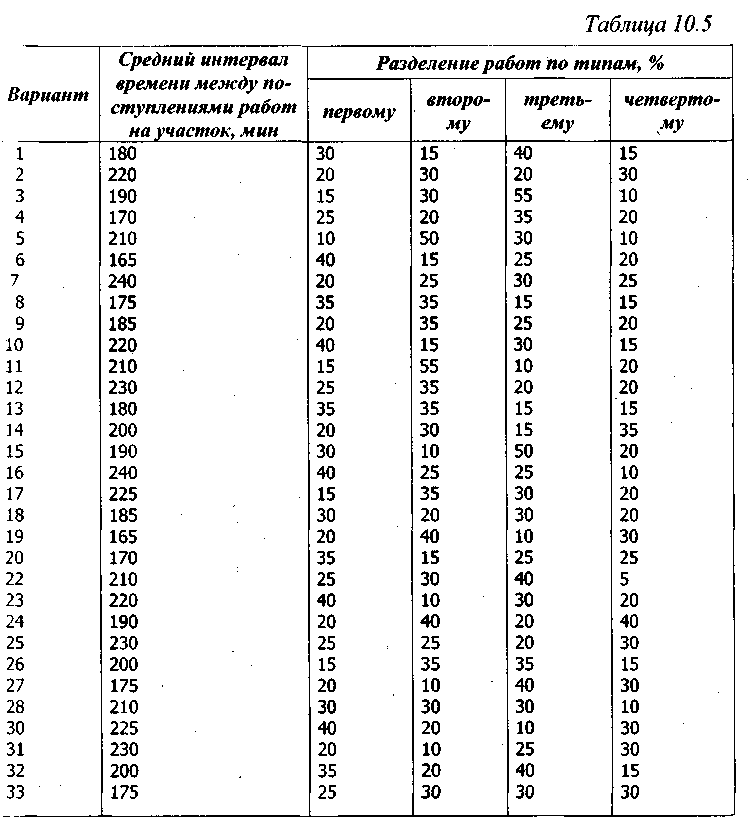 Таблица 10.5
Вариант
Средний интервал
времени между по-
ступлениями работ
на участок, мин
Разделение работ по типам, %
первому
второ-
му
треть-
ему
четверто-
му
1 180 30 15 40 15
2 220 20 30 20 30
3 190 15 30 55 10
4 170 25 20 35 20
5 210 10 50 30 10
6 165 40 15 25 20
7 240 20 25 30 25
8 175 35 35 15 15
9 185 20 35 25 20
10 220 40 15 30 15
11 210 15 55 10 20
12 230 25 35 20 20
13 180 35 35 15 15
14 200 20 30 15 35
15 190 30 10 50 20
16 240 40 25 25 10
17 225 15 35 30 20
18 185 30 20 30 20
19 165 20 40 10 30
20 170 35 15 25 25
22 210 25 30 40 5
23 220 40 10 30 20
24 190 20 40 20 40
25 230 25 25 20 30
26 200 15 35 35 15
27 175 20 10 40 30
28 210 30 30 30 10
30 225 40 20 10 30
31 230 20 10 25 30
32 200 35 20 40 15
33 175 25 30 30 30